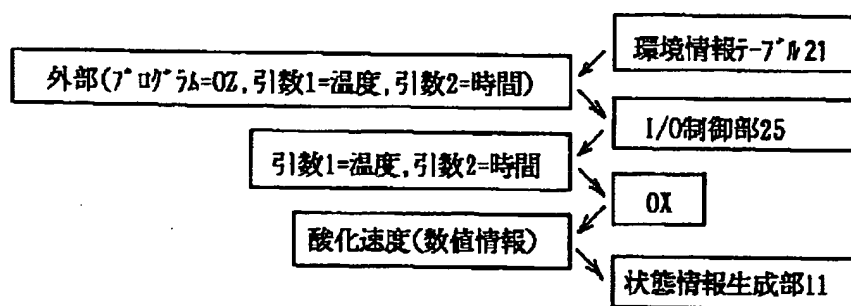 環境情報テーブル21
外部(プログラム=OZ,引数1=温度,引数2=時間)
I/O制御部25
引数1=温度,引数2=時間
OX
酸化速度(数値情報)
状態情報生成部11